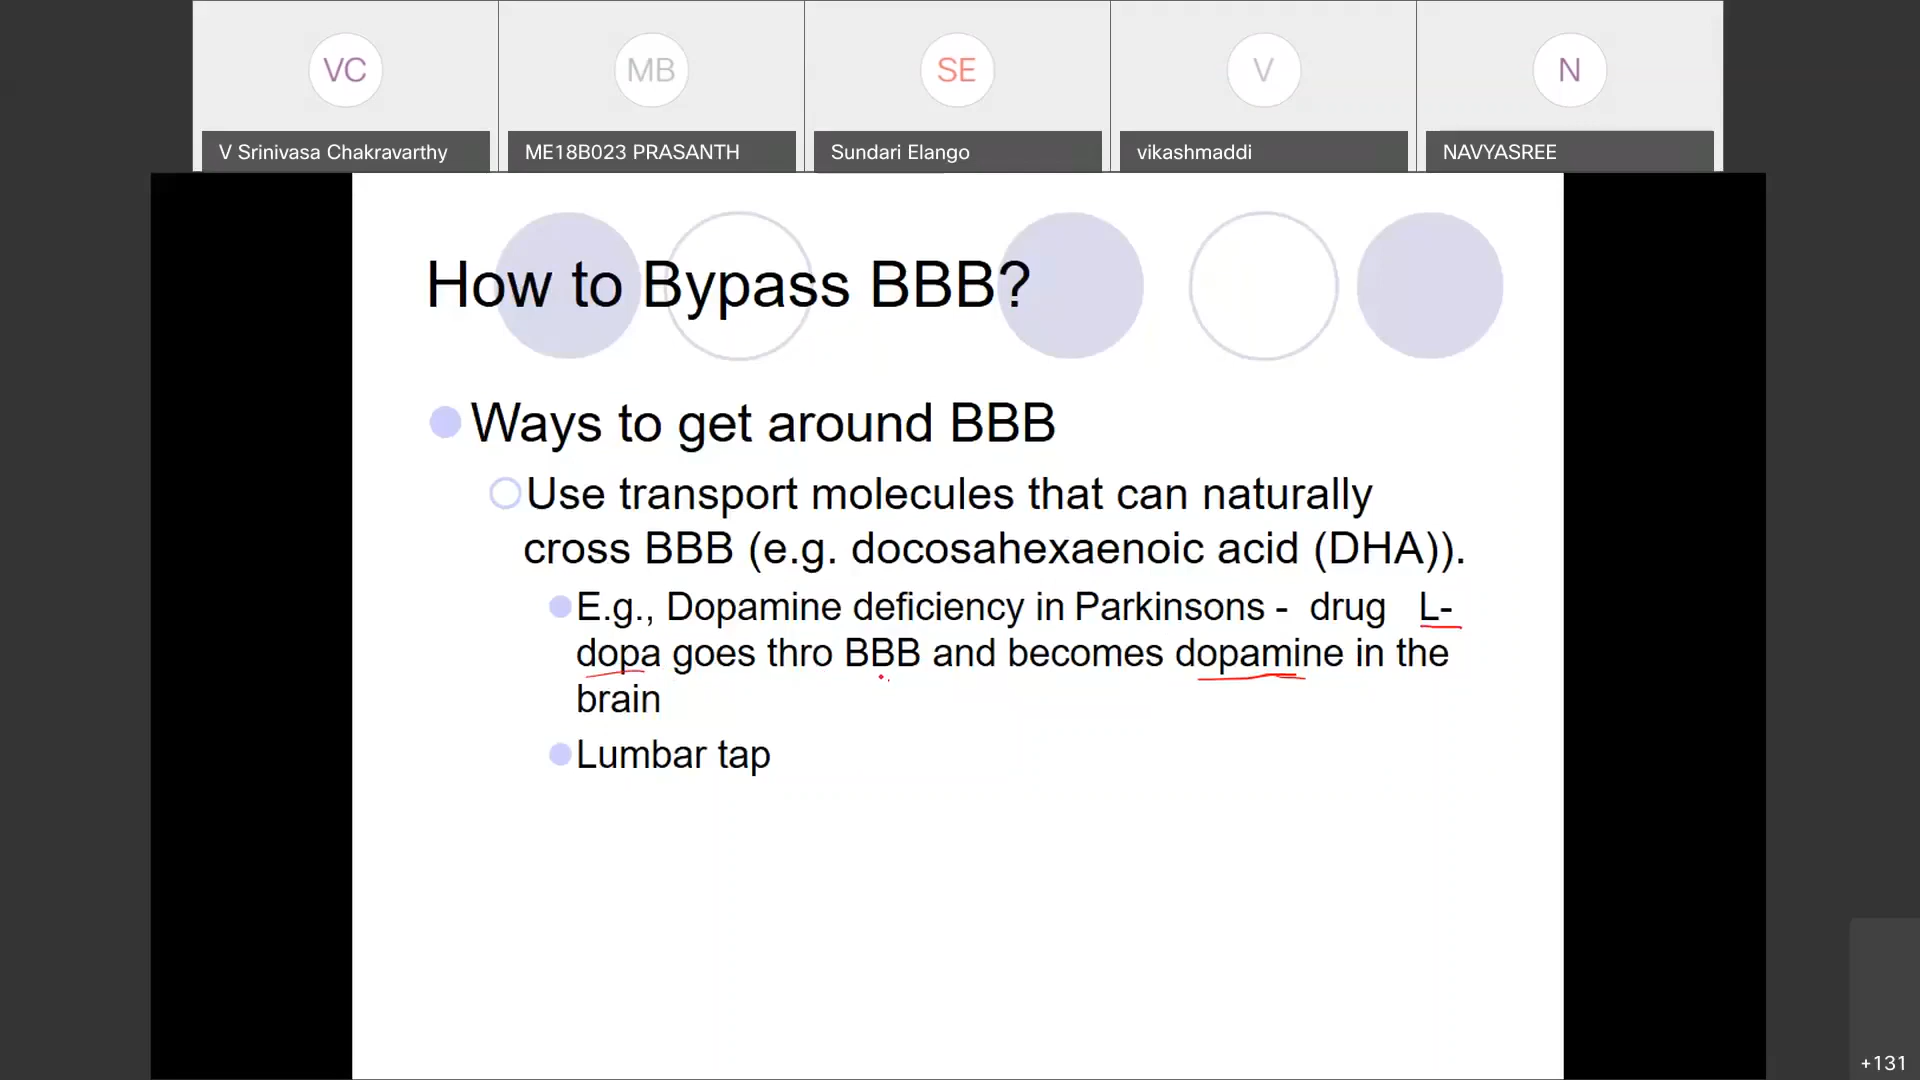 VC
MB
SE
V
N
V Srinivasa Chakravarthy
ME18B023 PRASANTH
Sundari Elango
vikashmaddi
NAVYASREE
How to Bypass BBB?
Ways to get around BBB
Use transport molecules that can naturally
cross BBB (e.g. docosahexaenoic acid (DHA)).
E.g., Dopamine deficiency in Parkinsons - drug L-
dopa goes thro BBB and becomes dopamine in the
brain
Lumbar tap
+131